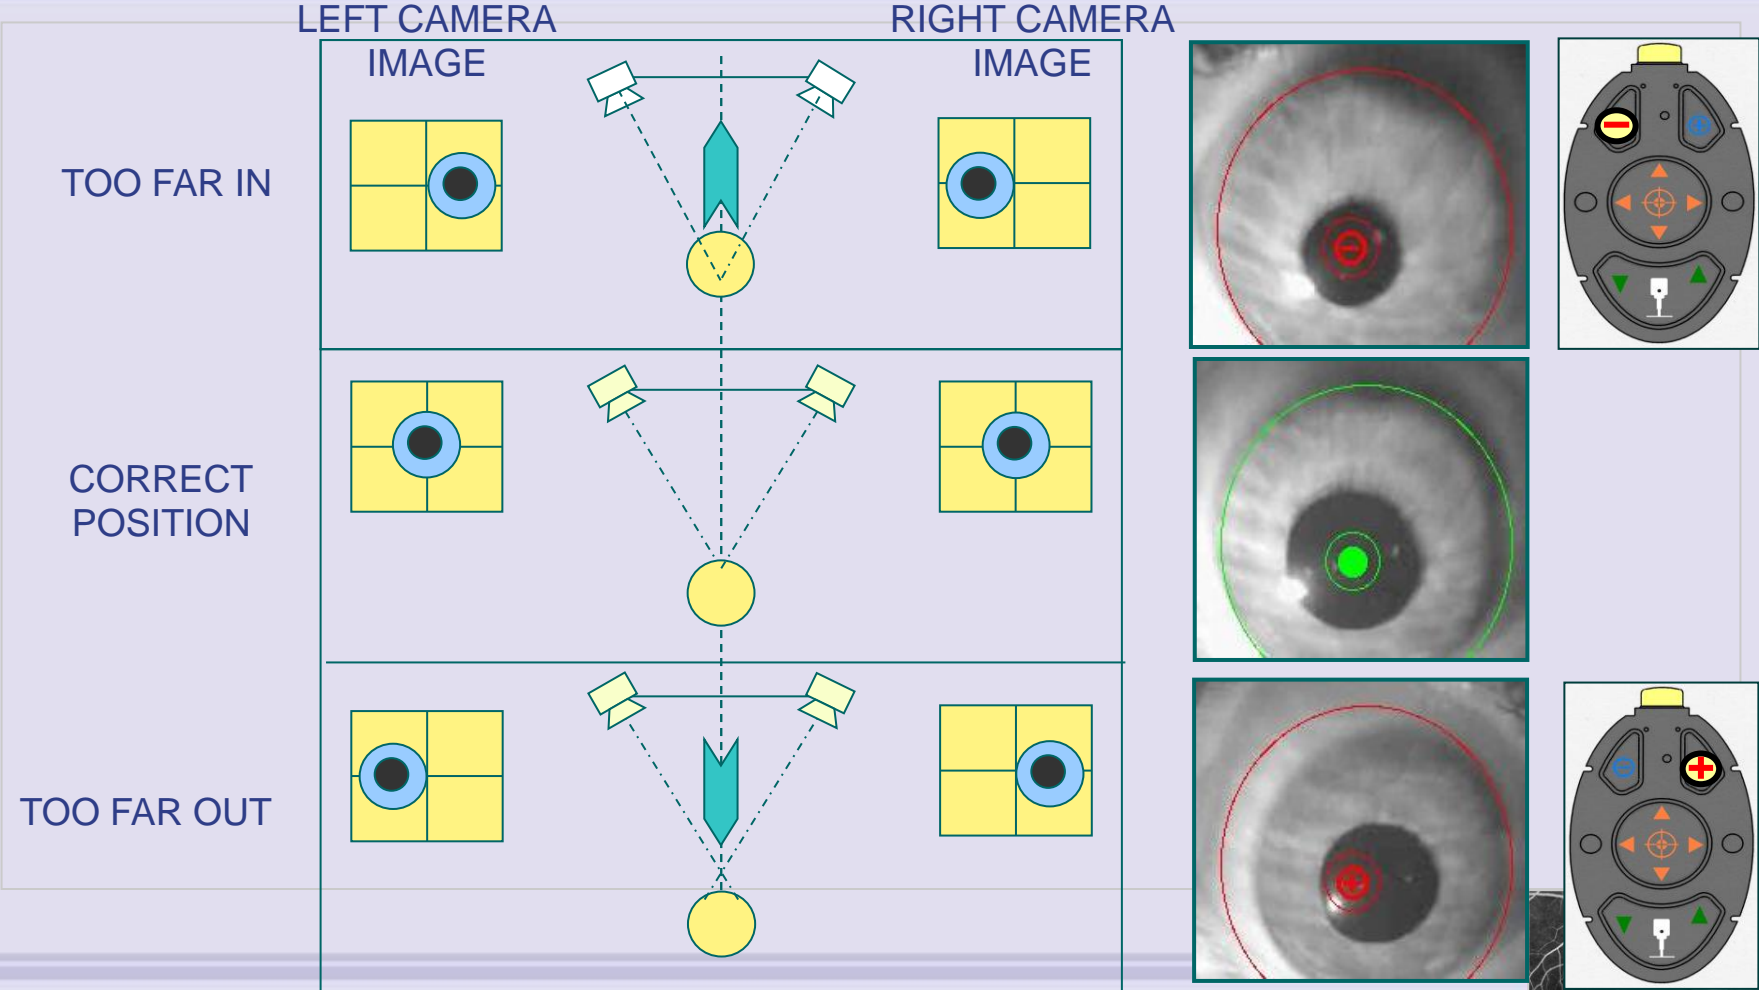 LEFT CAMERA
IMAGE
RIGHT CAMERA
IMAGE
TOO FAR IN
CORRECT
POSITION
TOO FAR OUT